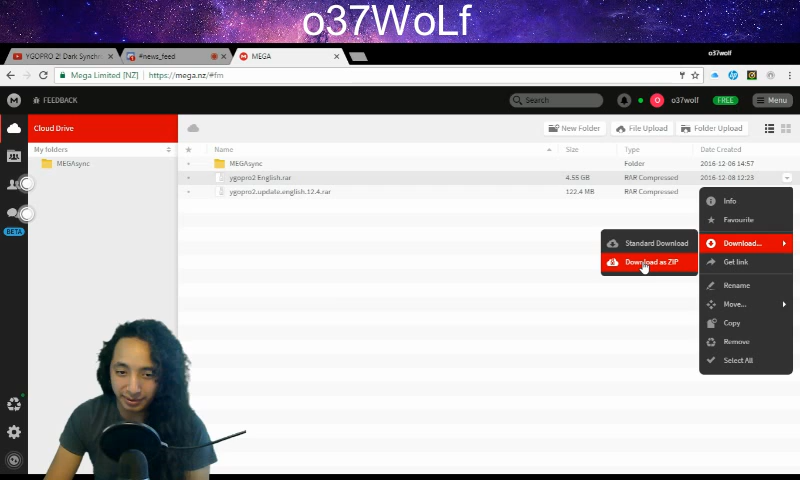 o37WoLf
YGOPRO 2! Dark Synchr
#news_feed
MEGA
o37wolf
Mega Limited [NZ]
https://mega.nz/#fm
FEEDBACK
Search
o37wolf
FREE
Menu
Cloud Drive
New Folder
File Upload
Folder Upload
My folders
Name
Size
Type
Date Created
MEGAsync
MEGAsync
Folder
2016-12-06 14:57
ygopro2 English.rar
4.55 GB
RAR Compressed
2016-12-08 12:23
ygopro2.update.english.12.4.rar
122.4 MB
RAR Compressed
Info
Favourite
Standard Download
Download...
Download as ZIP
Get link
BETA
Rename
Move...
Copy
Remove
Select All